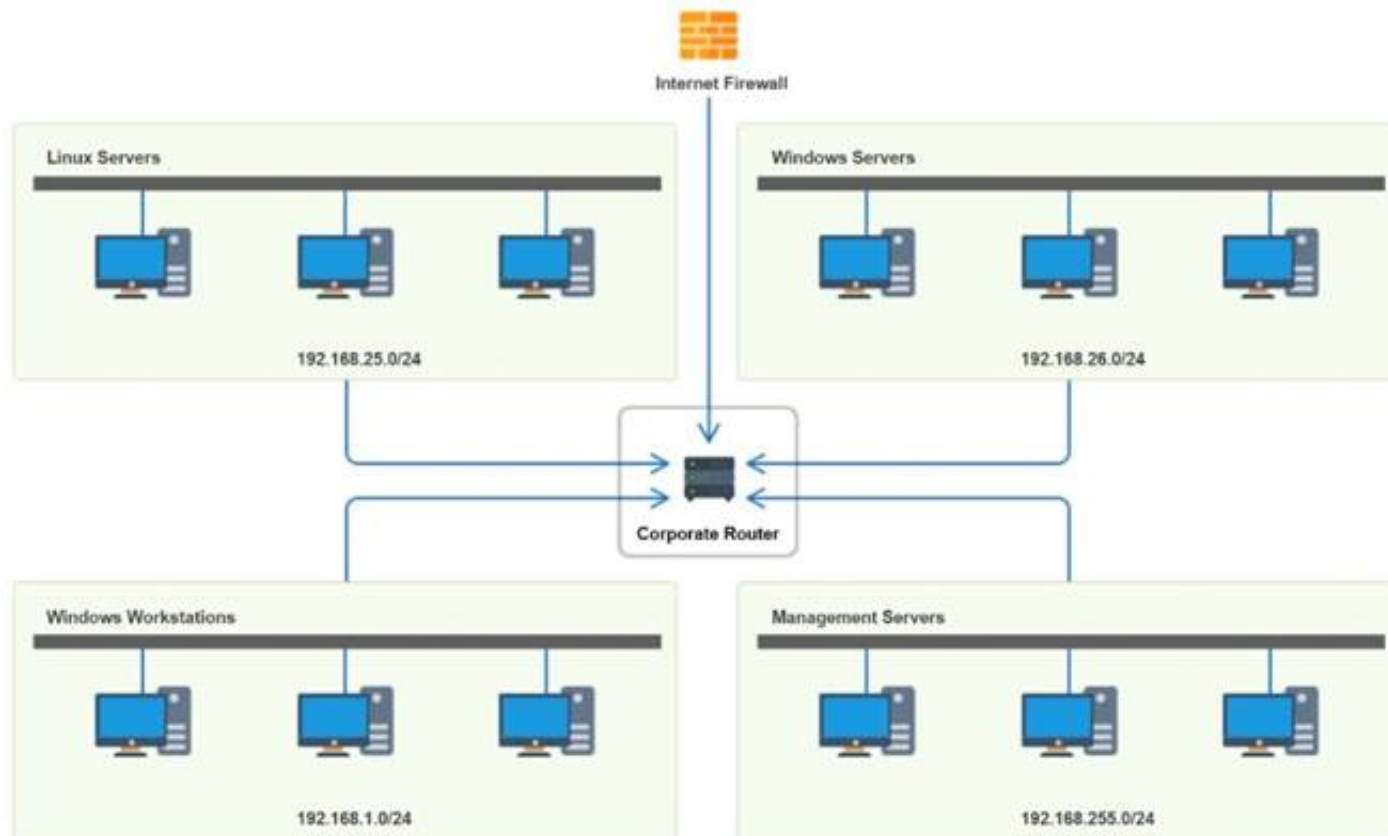 Internet Firewall
Linux Servers
Windows Servers
192.168.25.0/24
192.168.26.0/24
Corporate Router
Windows Workstations
Management Servers
192.168.1.0/24
192.168.255.0/24